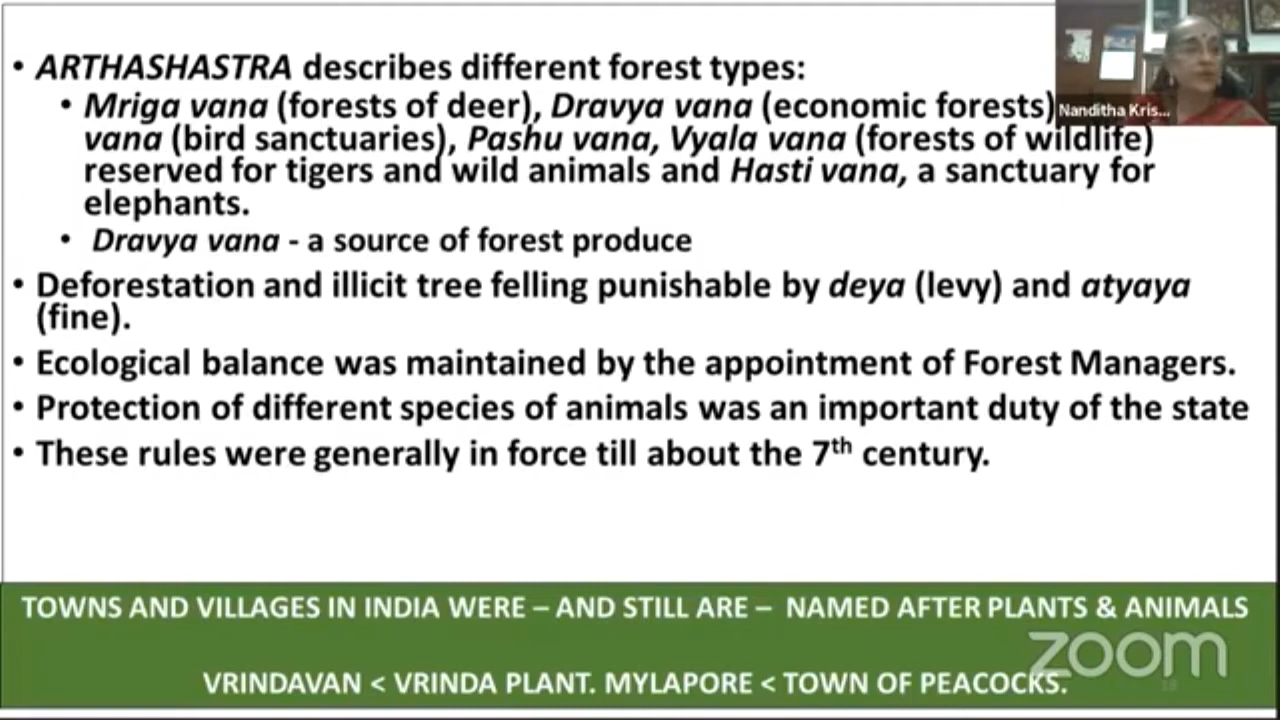 • ARTHASHASTRA describes different forest types:
• Mriga vana (forests of deer), Dravya vana (economic forests)
Nanditha Kris...
vana (bird sanctuaries), Pashu vana, Vyala vana (forests of wildlife)
reserved for tigers and wild animals and Hasti vana, a sanctuary for
elephants.
• Dravya vana - a source of forest produce
• Deforestation and illicit tree felling punishable by deya (levy) and atyaya
(fine).
• Ecological balance was maintained by the appointment of Forest Managers.
• Protection of different species of animals was an important duty of the state
• These rules were generally in force till about the 7th century.
TOWNS AND VILLAGES IN INDIA WERE – AND STILL ARE – NAMED AFTER PLANTS & ANIMALS
zoom
VRINDAVAN < VRINDA PLANT. MYLAPORE < TOWN OF PEACOCKS.